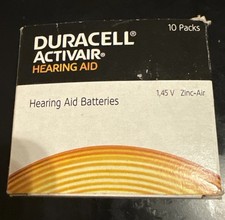 10 Packs
DURACELL®
ACTIVAIR®
HEARING AID
1,45 V Zinc-Air
Hearing Aid Batteries